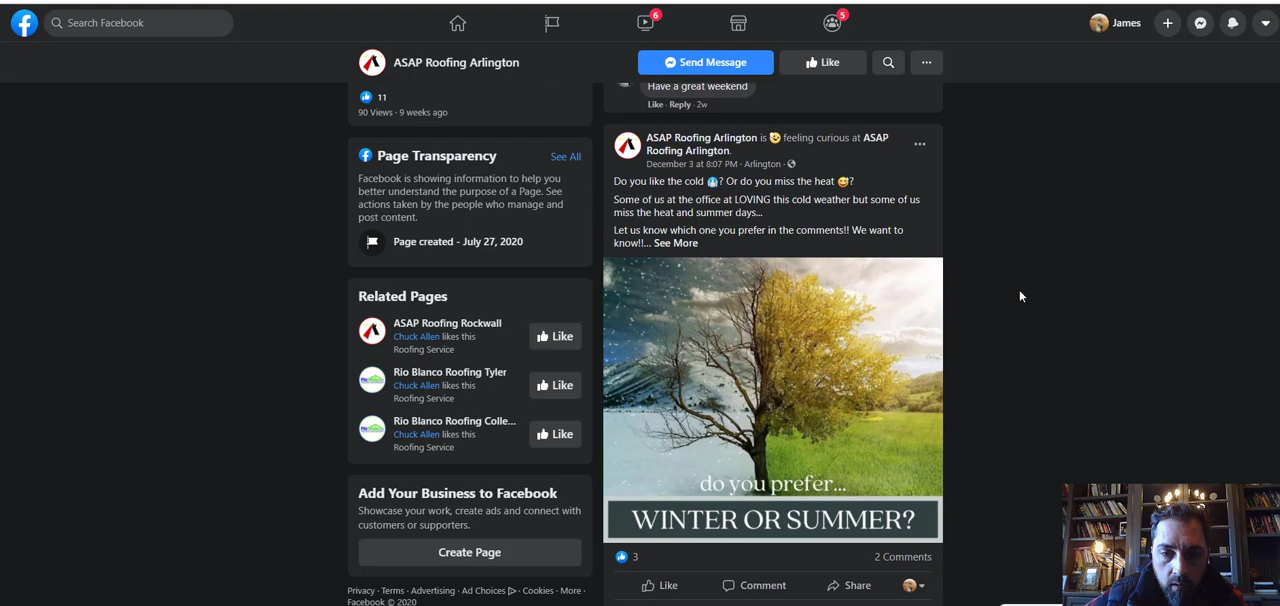 Search Facebook
6
5
James
ASAP Roofing Arlington
Send Message
Like
11
90 Views · 9 weeks ago
Page Transparency
See All
Facebook is showing information to help you
better understand the purpose of a Page. See
actions taken by the people who manage and
post content.
Page created - July 27, 2020
Related Pages
ASAP Roofing Rockwall
Chuck Allen likes this
Roofing Service
Like
Rio Blanco Roofing Tyler
Chuck Allen likes this
Roofing Service
Like
Rio Blanco Roofing Colle...
Chuck Allen likes this
Roofing Service
Like
Add Your Business to Facebook
Showcase your work, create ads and connect with
customers or supporters.
Create Page
Privacy · Terms · Advertising · Ad Choices · Cookies · More ·
Facebook © 2020
Have a great weekend
Like · Reply · 2w
ASAP Roofing Arlington is feeling curious at ASAP
Roofing Arlington.
December 3 at 8:07 PM · Arlington ·
Do you like the cold 🥶? Or do you miss the heat 😅?
Some of us at the office at LOVING this cold weather but some of us
miss the heat and summer days...
Let us know which one you prefer in the comments!! We want to
know!!... See More
do you prefer...
WINTER OR SUMMER?
3
2 Comments
Like
Comment
Share